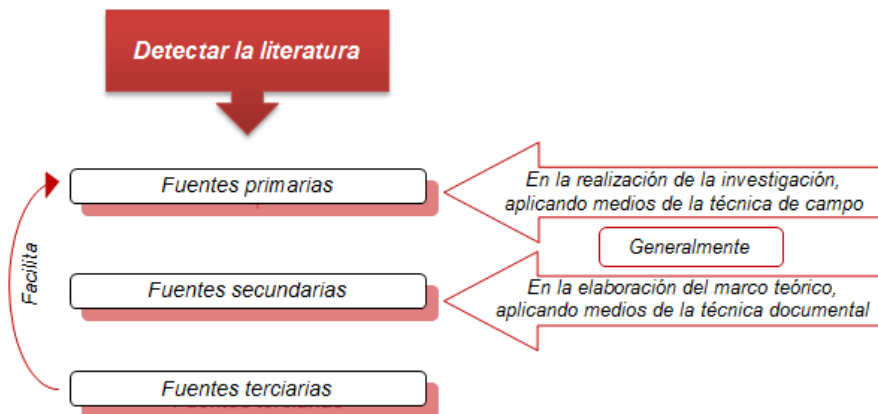 Detectar la literatura
Fuentes primarias
En la realización de la investigación,
aplicando medios de la técnica de campo
Generalmente
Facilita
Fuentes secundarias
En la elaboración del marco teórico,
aplicando medios de la técnica documental
Fuentes terciarias